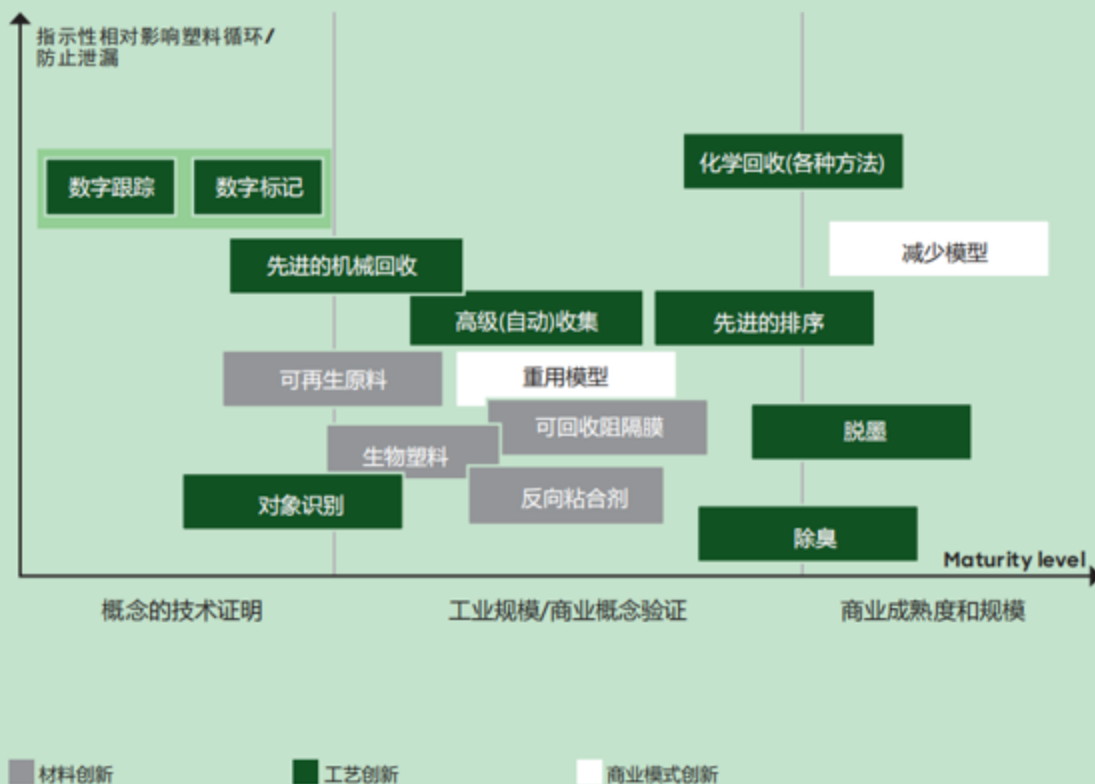 指示性相对影响塑料循环/
防止泄漏
化学回收(各种方法)
数字跟踪
数字标记
减少模型
先进的机械回收
高级(自动)收集
先进的排序
可再生原料
重用模型
可回收阻隔膜
脱墨
生物塑料
反向粘合剂
对象识别
除臭
Maturity level
概念的技术证明
工业规模/商业概念验证
商业成熟度和规模
材料创新
工艺创新
商业模式创新